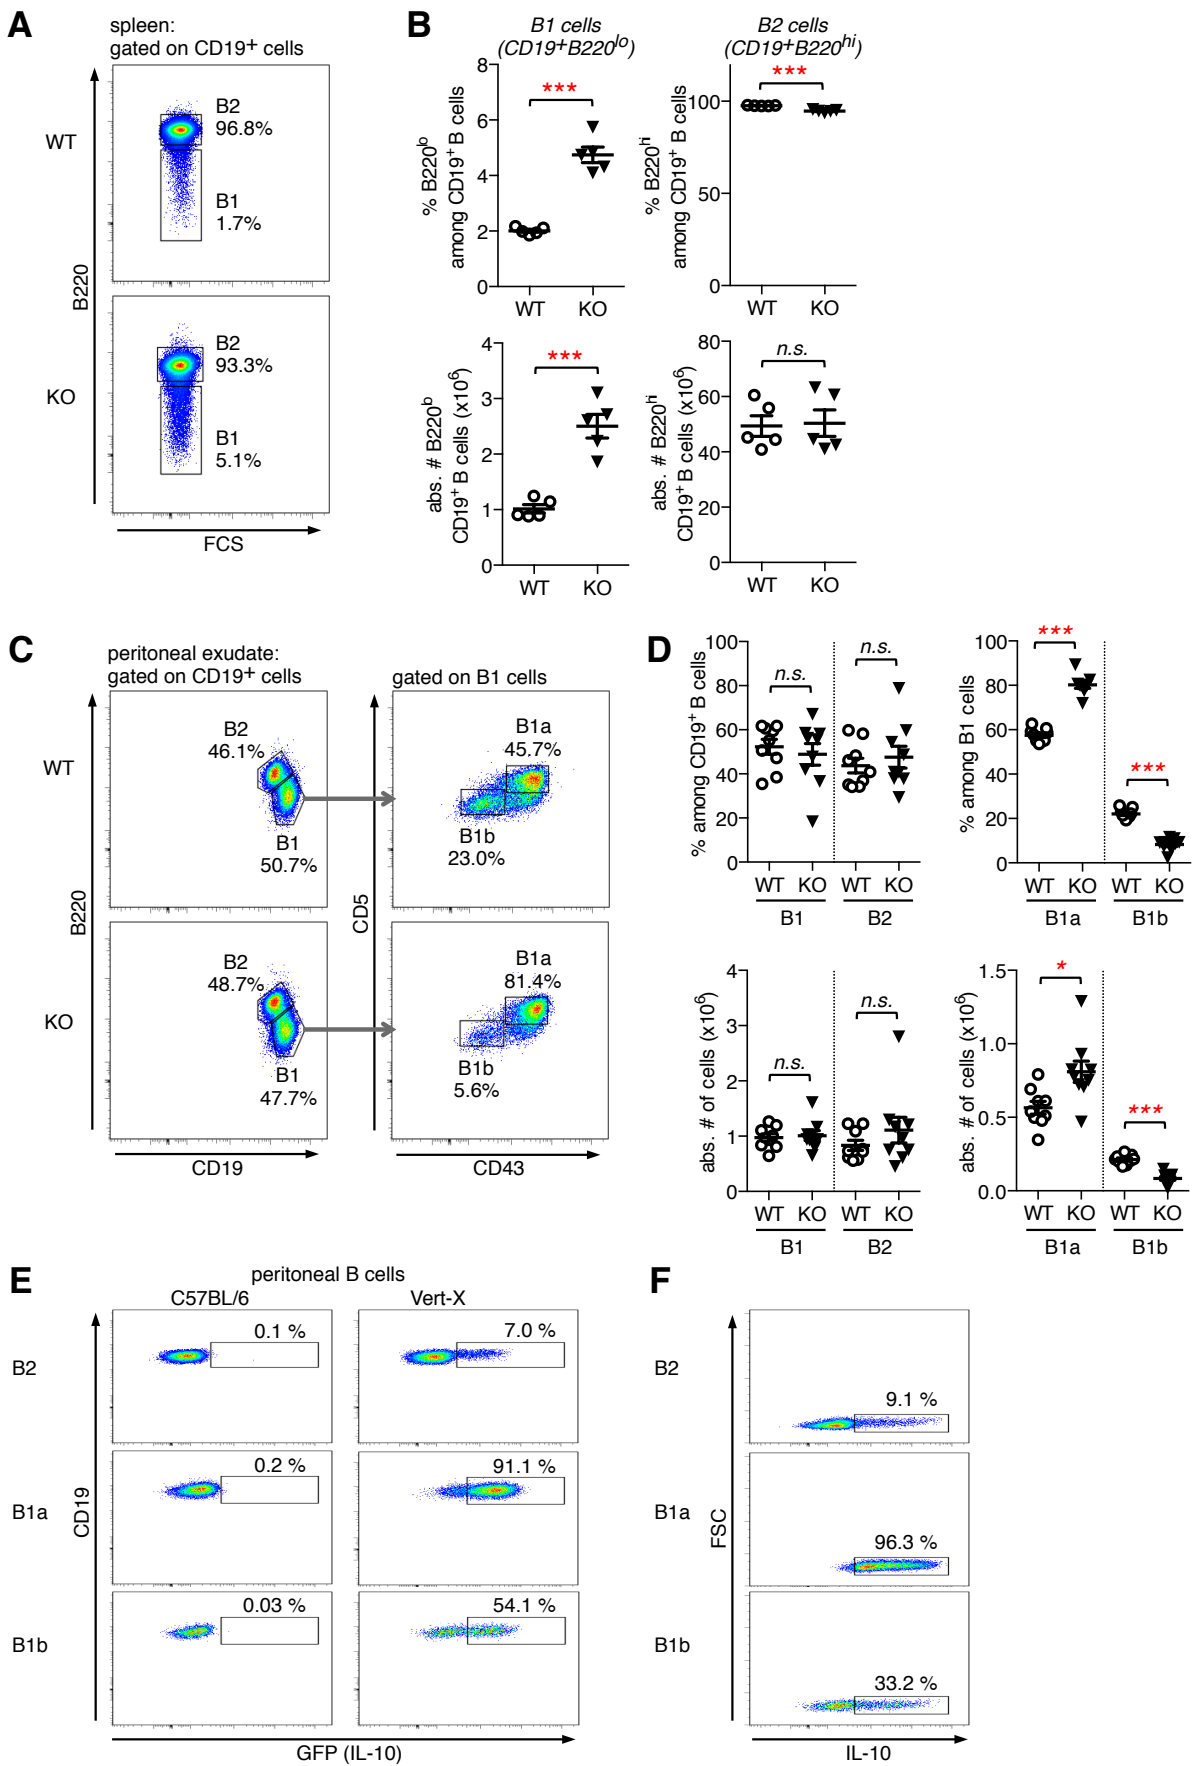 A
spleen:
gated on CD19+ cells
WT
B2
96.8%
B1
1.7%
KO
B2
93.3%
B1
5.1%
B220
FCS
B
B1 cells
(CD19+B220lo)
% B220lo
among CD19+ B cells
8
6
4
2
0
***
WT
KO
B2 cells
(CD19+B220hi)
% B220hi
among CD19+ B cells
100
50
0
***
WT
KO
abs. # B220lo
CD19+ B cells (x106)
4
3
2
1
0
***
WT
KO
abs. # B220hi
CD19+ B cells (x106)
80
60
40
20
0
n.s.
WT
KO
C
peritoneal exudate:
gated on CD19+ cells
gated on B1 cells
WT
B2
46.1%
B1
50.7%
B1a
45.7%
B1b
23.0%
KO
B2
48.7%
B1
47.7%
B1a
81.4%
B1b
5.6%
B220
CD19
CD5
CD43
D
% among CD19+ B cells
100
80
60
40
20
0
n.s.
n.s.
WT KO WT KO
B1 B2
% among B1 cells
100
80
60
40
20
0
***
***
WT KO WT KO
B1a B1b
abs. # of cells (x106)
4
3
2
1
0
n.s.
n.s.
WT KO WT KO
B1 B2
abs. # of cells (x106)
1.5
1.0
0.5
0.0
*
***
WT KO WT KO
B1a B1b
E
peritoneal B cells
C57BL/6
Vert-X
B2
0.1 %
7.0 %
B1a
0.2 %
91.1 %
B1b
0.03 %
54.1 %
CD19
GFP (IL-10)
F
B2
9.1 %
B1a
96.3 %
B1b
33.2 %
FSC
IL-10